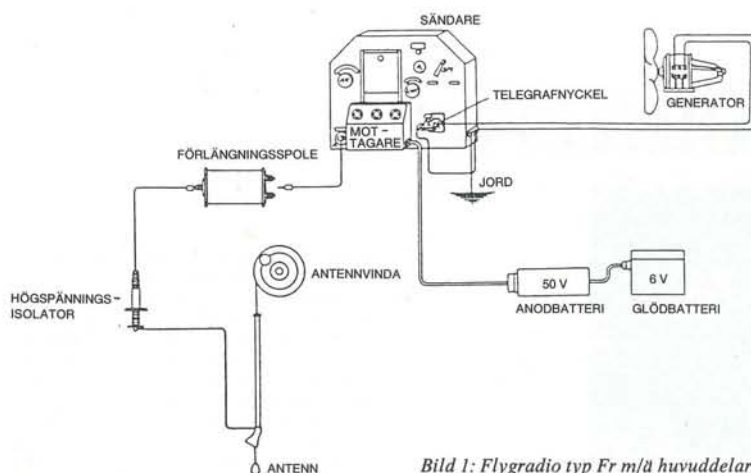 SÄNDARE
TELEGRAFNYCKEL
GENERATOR
MOT-
TAGARE
FÖRLÄNGNINGSSPOLE
JORD
ANTENNVINDA
HÖGSPÄNNINGS-
ISOLATOR
50 V
6 V
ANODBATTERI
GLÖDBATTERI
ANTENN
Bild 1: Flygradio typ Fr m/ä huvuddelar